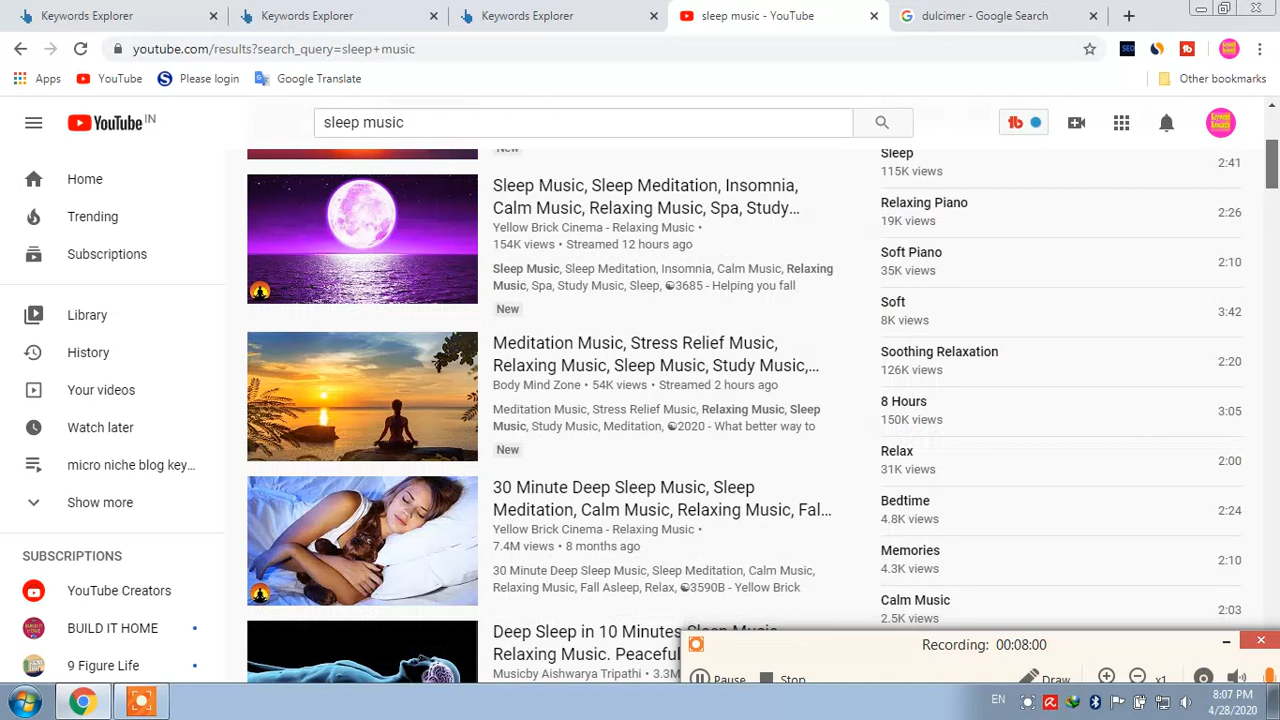 Keywords Explorer
Keywords Explorer
Keywords Explorer
sleep music - YouTube
dulcimer - Google Search
youtube.com/results?search_query=sleep+music
SEO
tb
Apps
YouTube
Please login
Google Translate
Other bookmarks
YouTube IN
sleep music
tb
Home
Trending
Subscriptions
Library
History
Your videos
Watch later
micro niche blog key...
Show more
SUBSCRIPTIONS
YouTube Creators
BUILD IT HOME
9 Figure Life
New
Sleep Music, Sleep Meditation, Insomnia,
Calm Music, Relaxing Music, Spa, Study...
Yellow Brick Cinema - Relaxing Music •
154K views • Streamed 12 hours ago
Sleep Music, Sleep Meditation, Insomnia, Calm Music, Relaxing
Music, Spa, Study Music, Sleep, ☯3685 - Helping you fall
New
Meditation Music, Stress Relief Music,
Relaxing Music, Sleep Music, Study Music,...
Body Mind Zone • 54K views • Streamed 2 hours ago
Meditation Music, Stress Relief Music, Relaxing Music, Sleep
Music, Study Music, Meditation, ☯2020 - What better way to
New
30 Minute Deep Sleep Music, Sleep
Meditation, Calm Music, Relaxing Music, Fal...
Yellow Brick Cinema - Relaxing Music •
7.4M views • 8 months ago
30 Minute Deep Sleep Music, Sleep Meditation, Calm Music,
Relaxing Music, Fall Asleep, Relax, ☯3590B - Yellow Brick
Deep Sleep in 10 Minutes Sleep Music
Relaxing Music. Peaceful
Musicby Aishwarya Tripathi • 3.3M
Sleep
115K views
2:41
Relaxing Piano
19K views
2:26
Soft Piano
35K views
2:10
Soft
8K views
3:42
Soothing Relaxation
126K views
2:20
8 Hours
150K views
3:05
Relax
31K views
2:00
Bedtime
4.8K views
2:24
Memories
4.3K views
2:10
Calm Music
2.5K views
2:03
Recording: 00:08:00
Pause
Stop
Draw
x1
EN
8:07 PM
4/28/2020